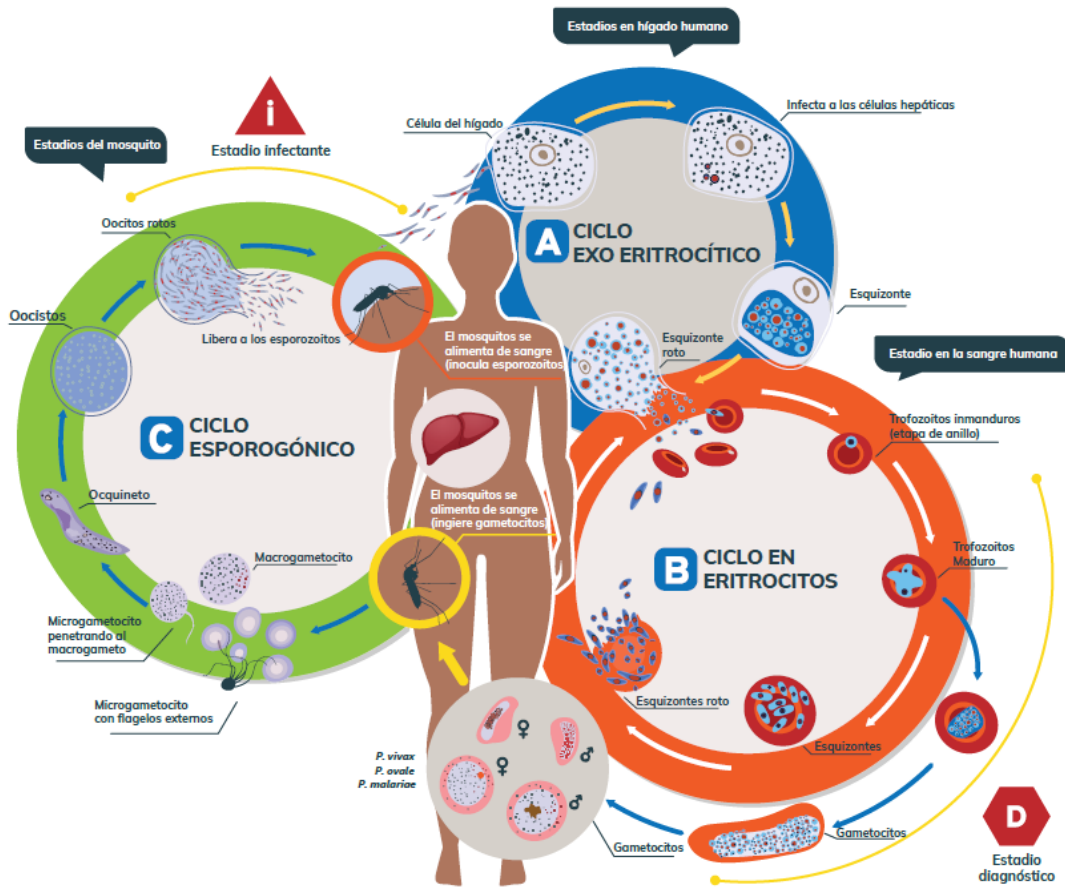 Estadios en hígado humano
i
Estadio infectante
Estadios del mosquito
Célula del hígado
Infecta a las células hepáticas
Oocitos rotos
A
CICLO
EXO ERITROCÍTICO
Esquizonte
Oocistos
Libera a los esporozoitos
El mosquitos se
alimenta de sangre
(inocula esporozoitos)
Esquizonte
roto
Estadio en la sangre humana
C
CICLO
ESPOROGÓNICO
Trofozoitos inmanduros
(etapa de anillo)
Ocquineto
El mosquitos se
alimenta de sangre
(ingiere gametocitos)
Macrogametocito
B
CICLO EN
ERITROCITOS
Trofozoitos
Maduro
Microgametocito
penetrando al
macrogameto
Microgametocito
con flagelos externos
Esquizontes roto
Esquizontes
P. vivax
P. ovale
P. malariae
♀
♂
♀
♂
Gametocitos
Gametocitos
D
Estadio
diagnóstico